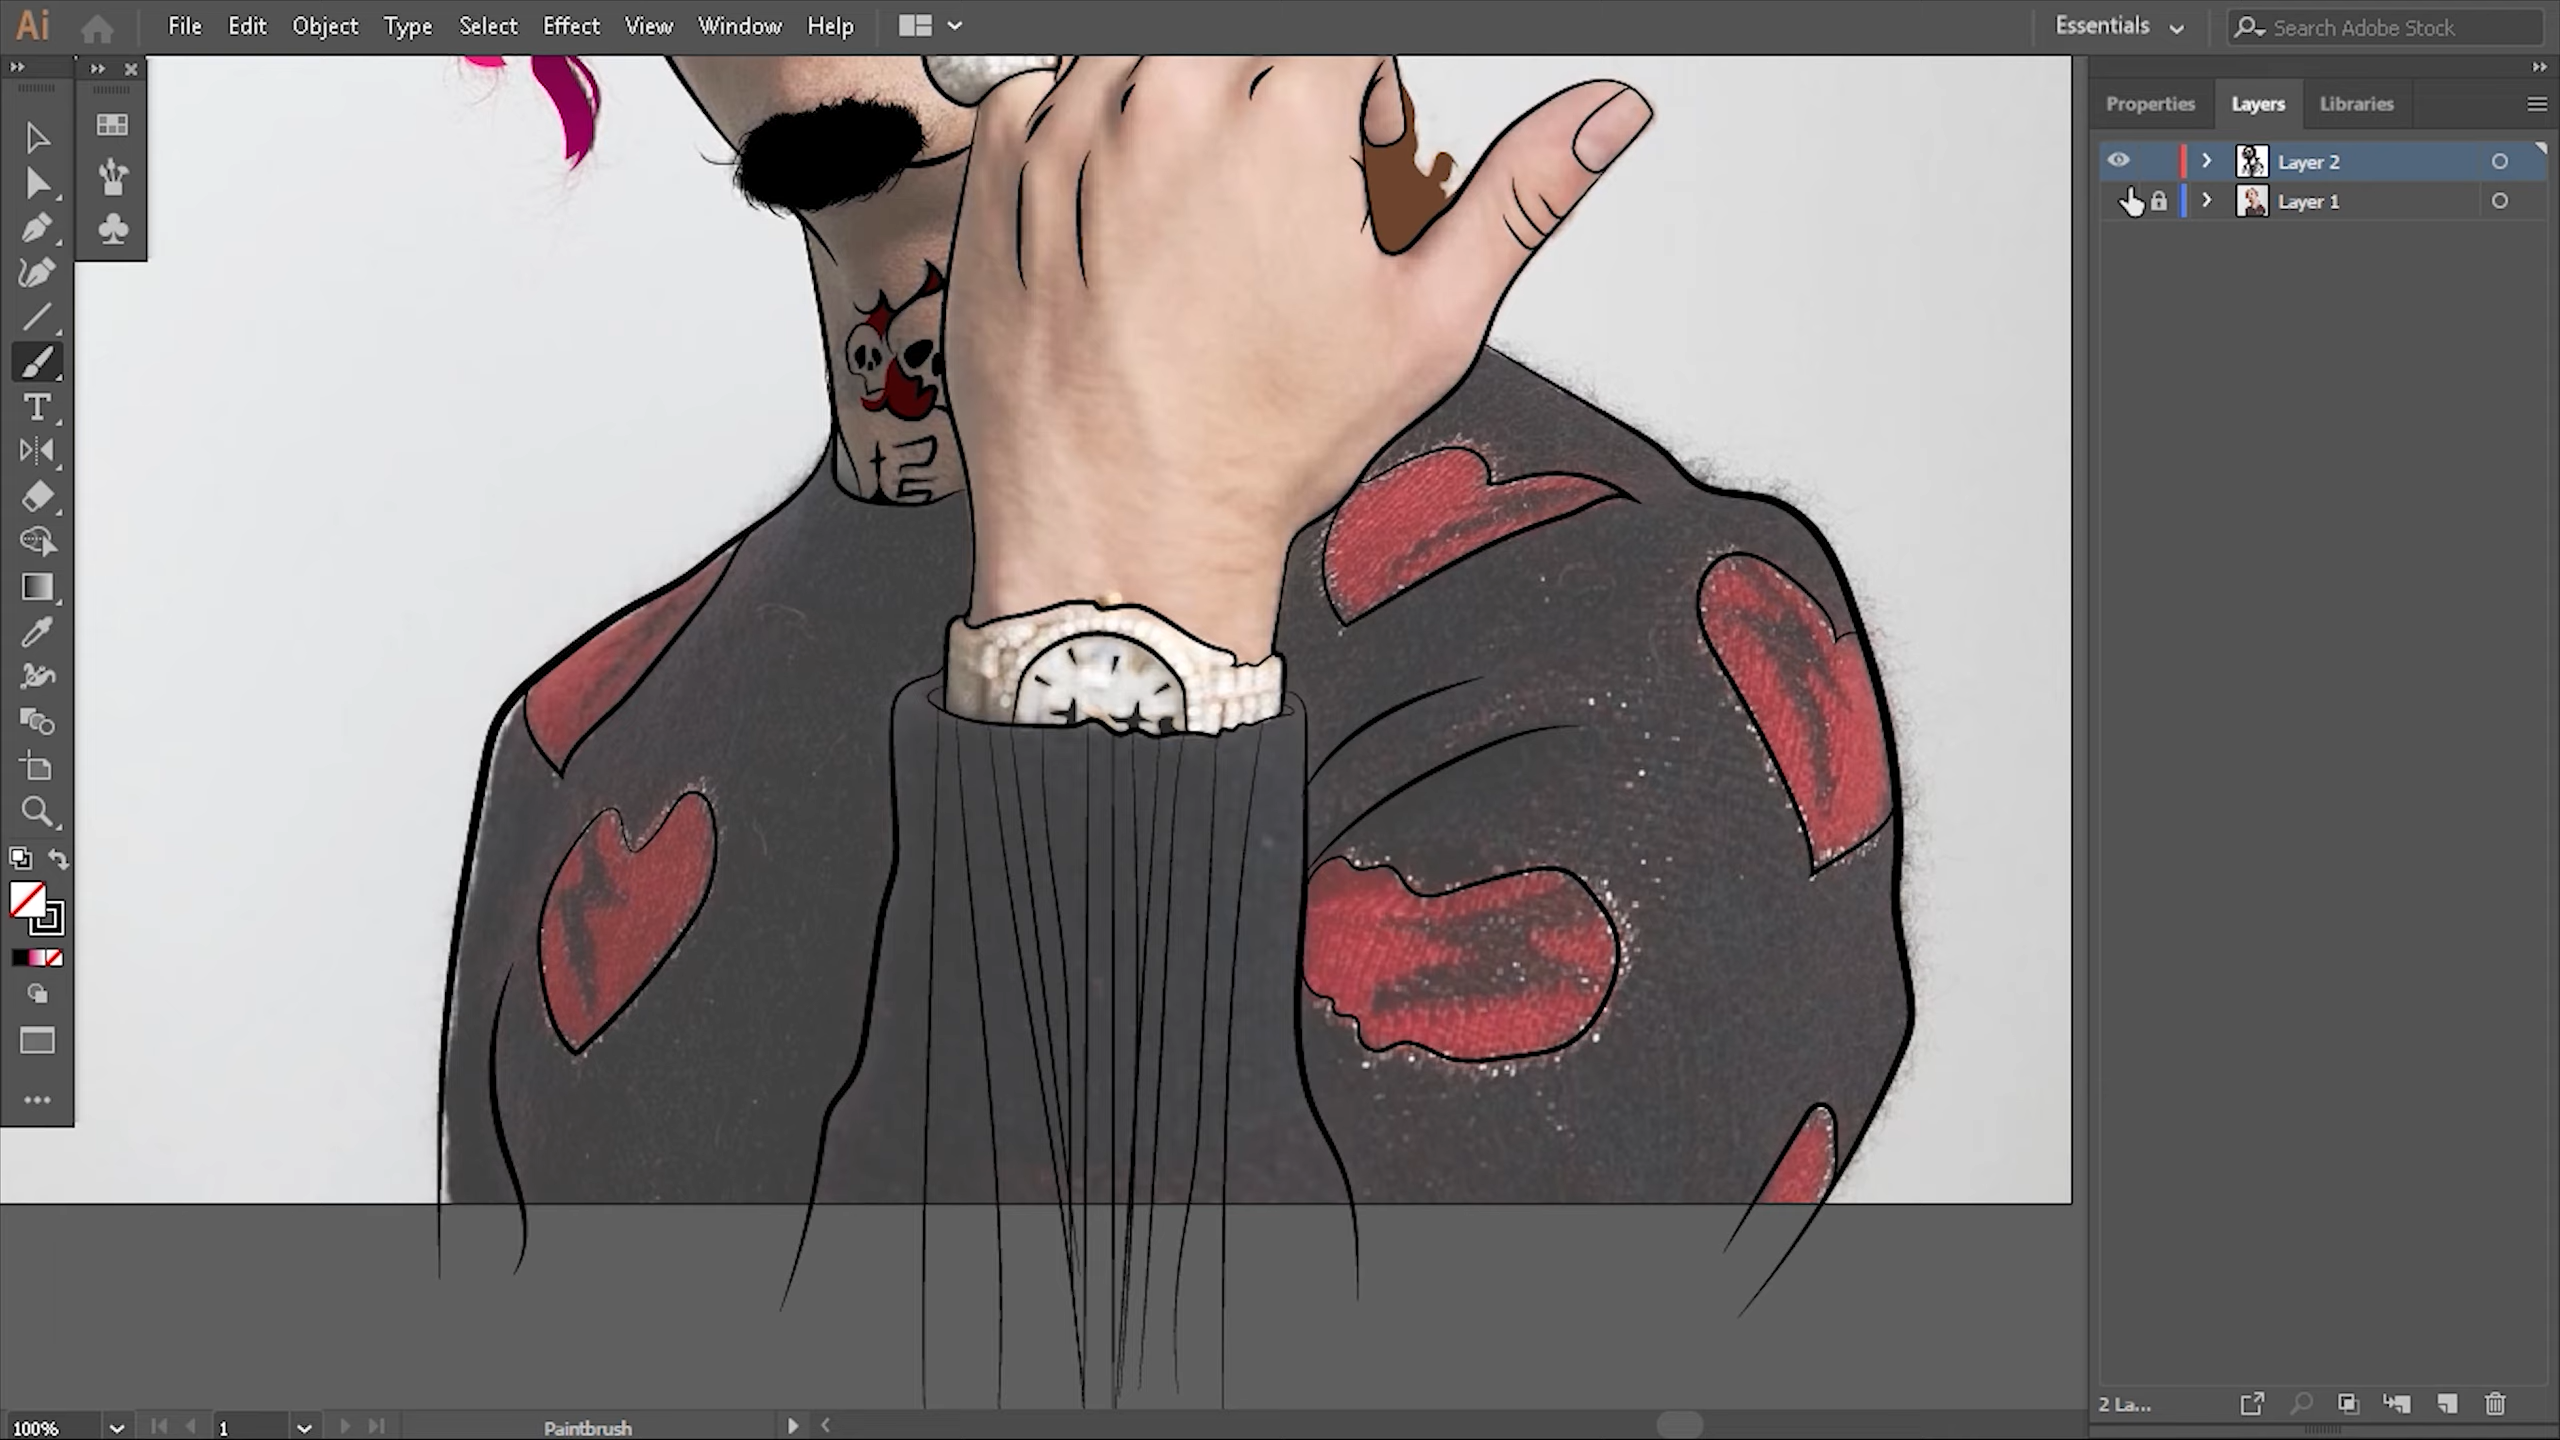 Ai File Edit Object Type Select Effect View Window Help Essentials Search Adobe Stock
Properties Layers Libraries
Layer 2
Layer 1
2 La...
100% 1 Paintbrush